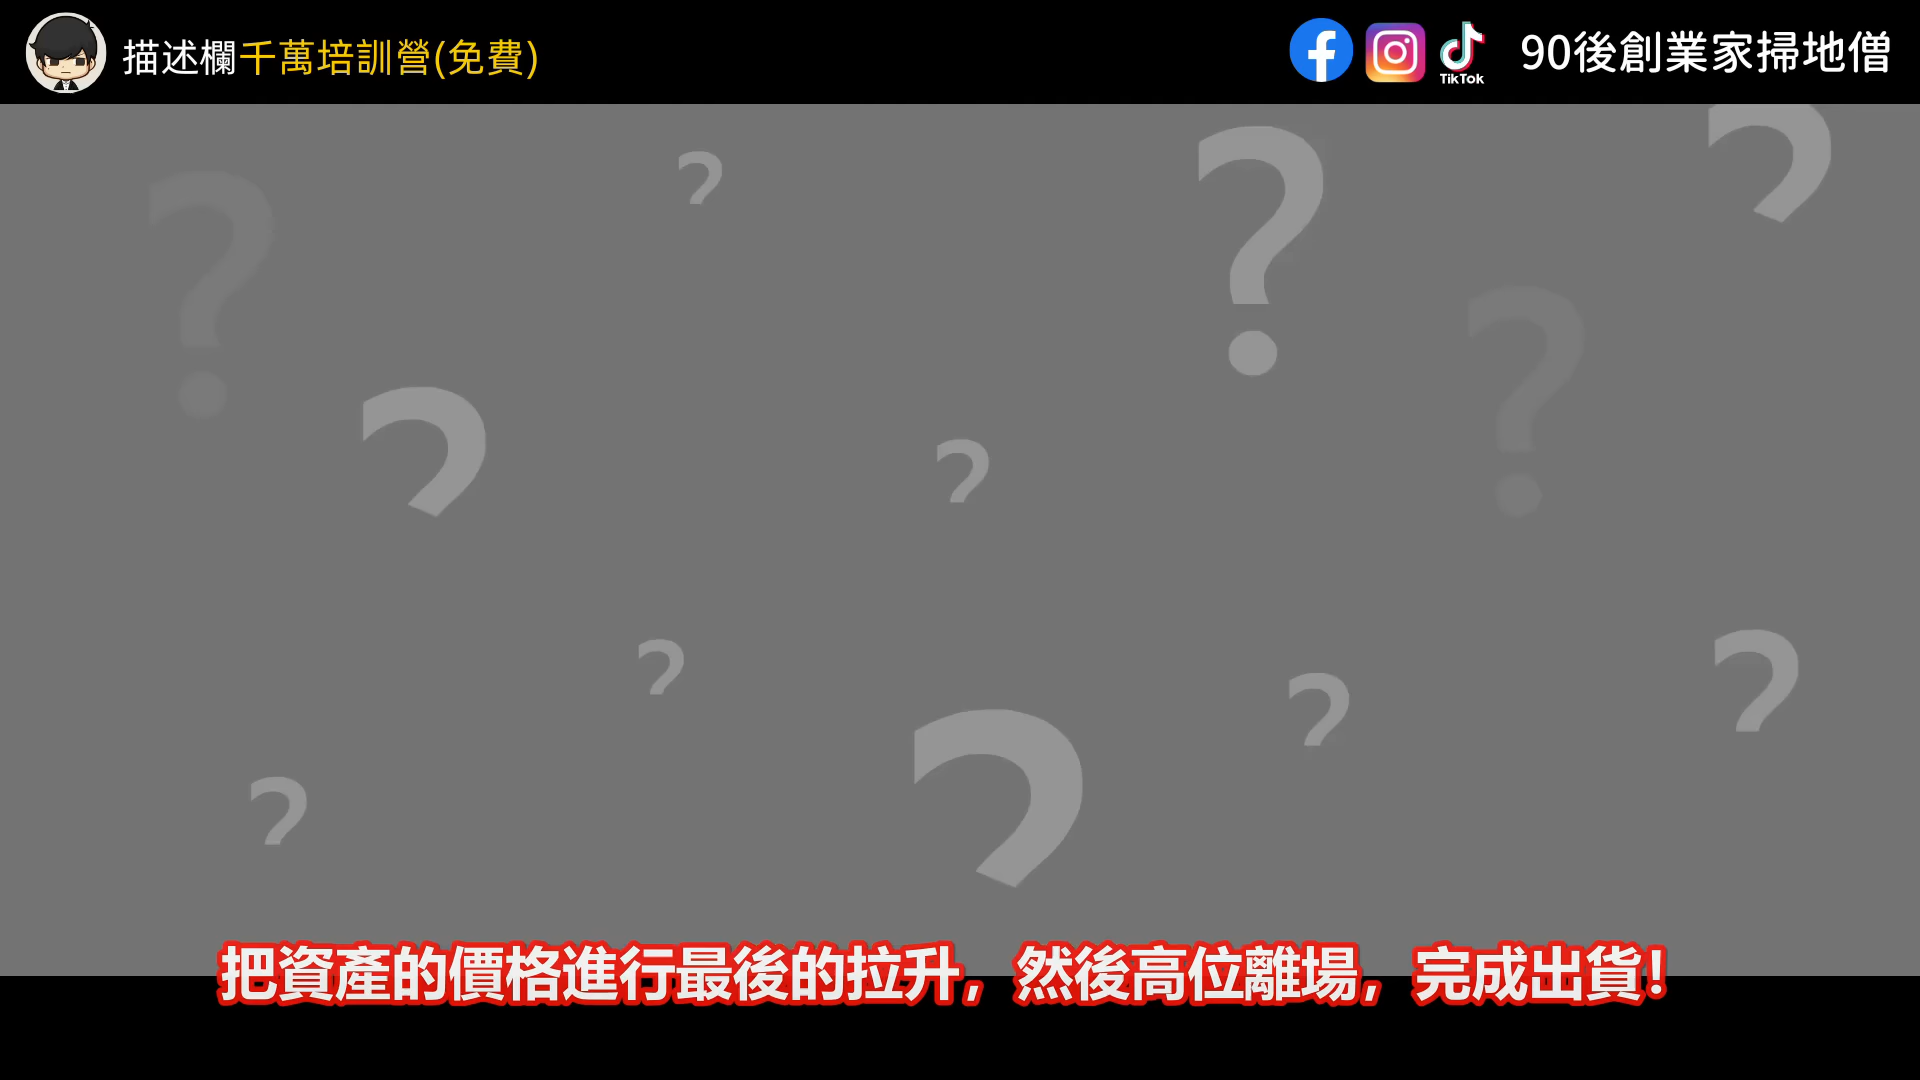 描述欄千萬培訓營(免費)
TikTok
90後創業家掃地僧
? ? ? ? ? ? ? ? ? ? ? ?
把資產的價格進行最後的拉升，然後高位離場，完成出貨！